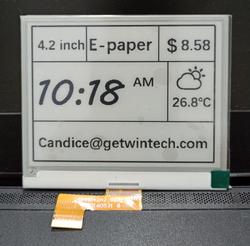 4.2 inch E-paper $ 8.58
10:18 AM
26.8°C
Candice@getwintech.com